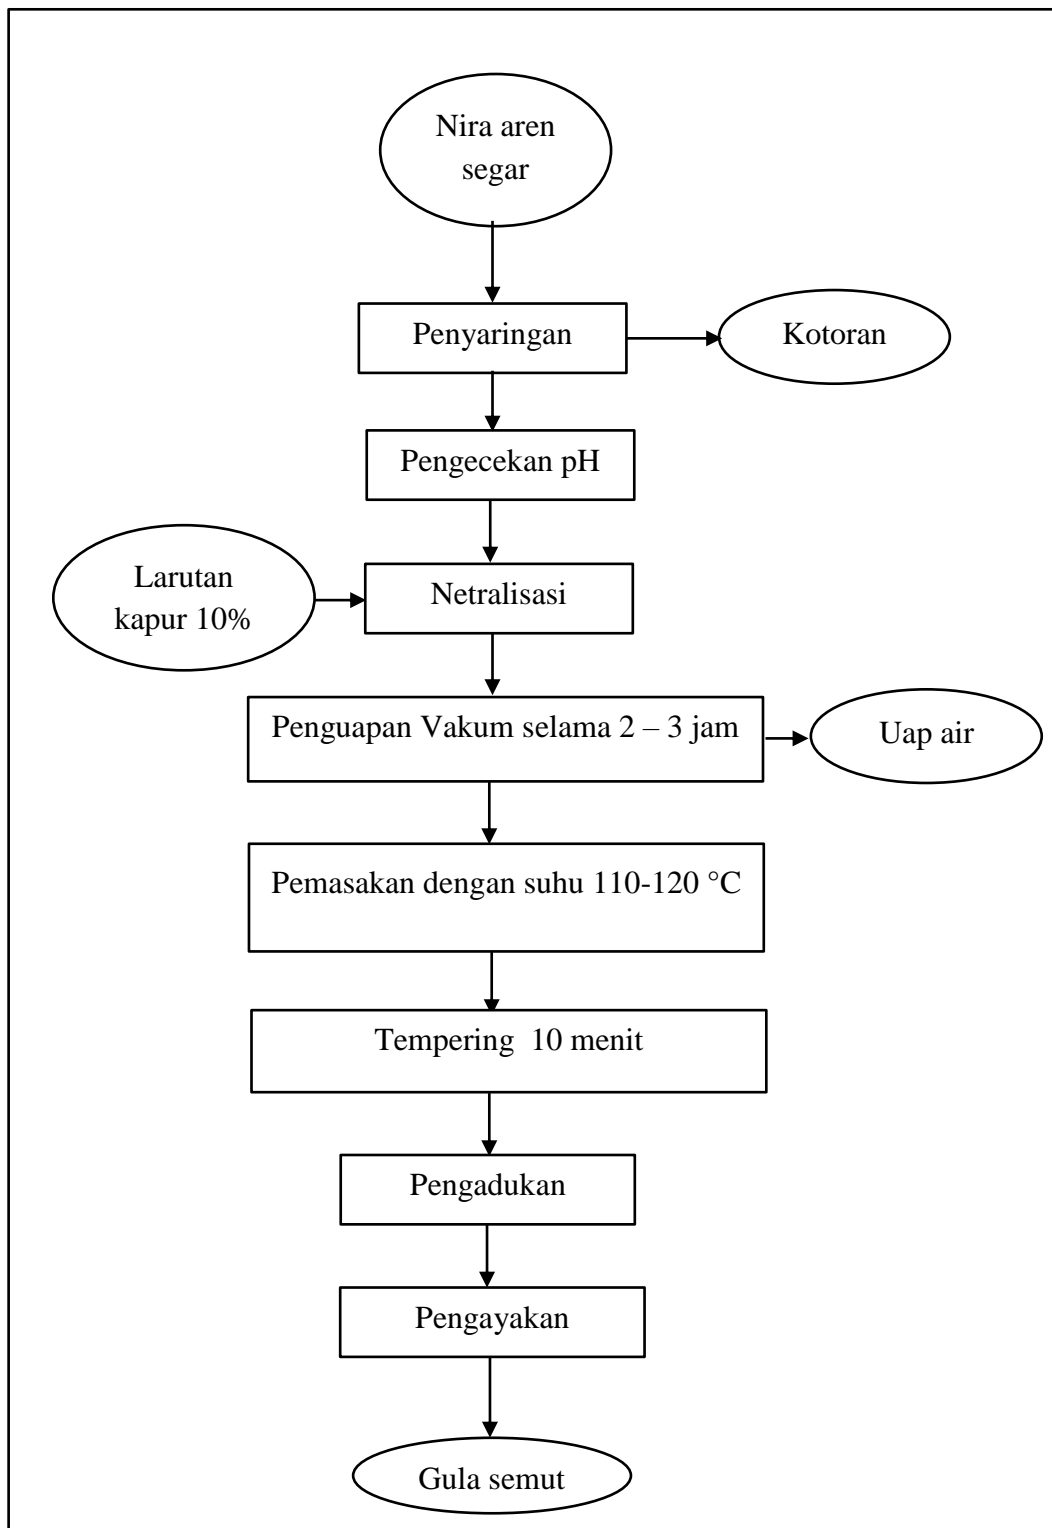 Nira aren
segar
Penyaringan
Kotoran
Pengecekan pH
Larutan
kapur 10%
Netralisasi
Penguapan Vakum selama 2 – 3 jam
Uap air
Pemasakan dengan suhu 110-120 °C
Tempering  10 menit
Pengadukan
Pengayakan
Gula semut